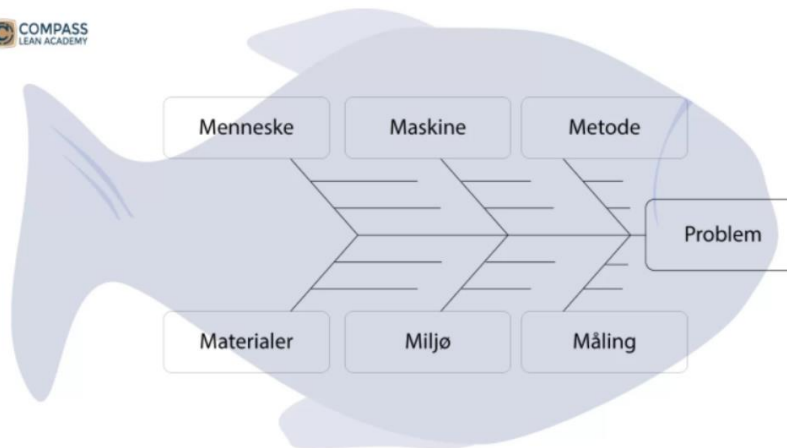 COMPASS
LEAN ACADEMY
Menneske
Maskine
Metode
Problem
Materialer
Miljø
Måling